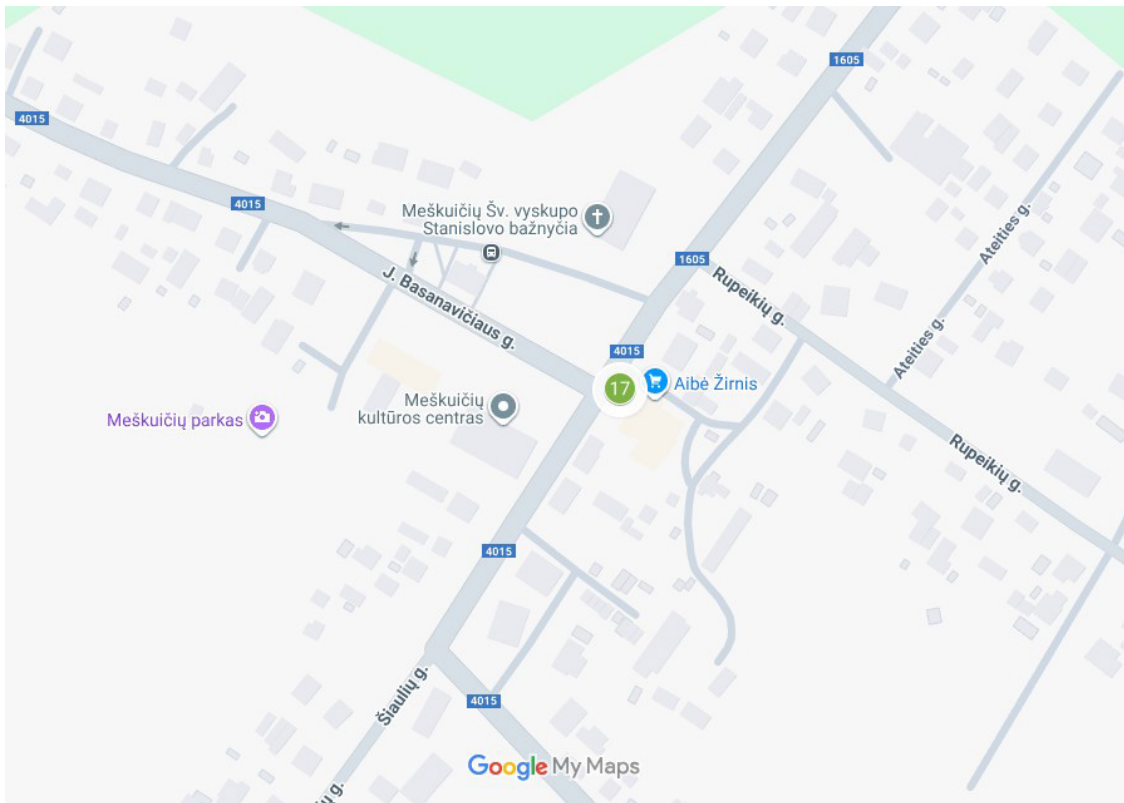 1605
4015
Ateities g.
4015
Meškuičių Šv. vyskupo
Stanislovo bažnyčia
1605
Rupeikių g.
J. Basanavičiaus g.
4015
Ateities g.
17
Aibė Žirnis
Meškuičių
kultūros centras
Meškuičių parkas
Rupeikių g.
4015
Šiaulių g.
4015
Google My Maps
ių g.